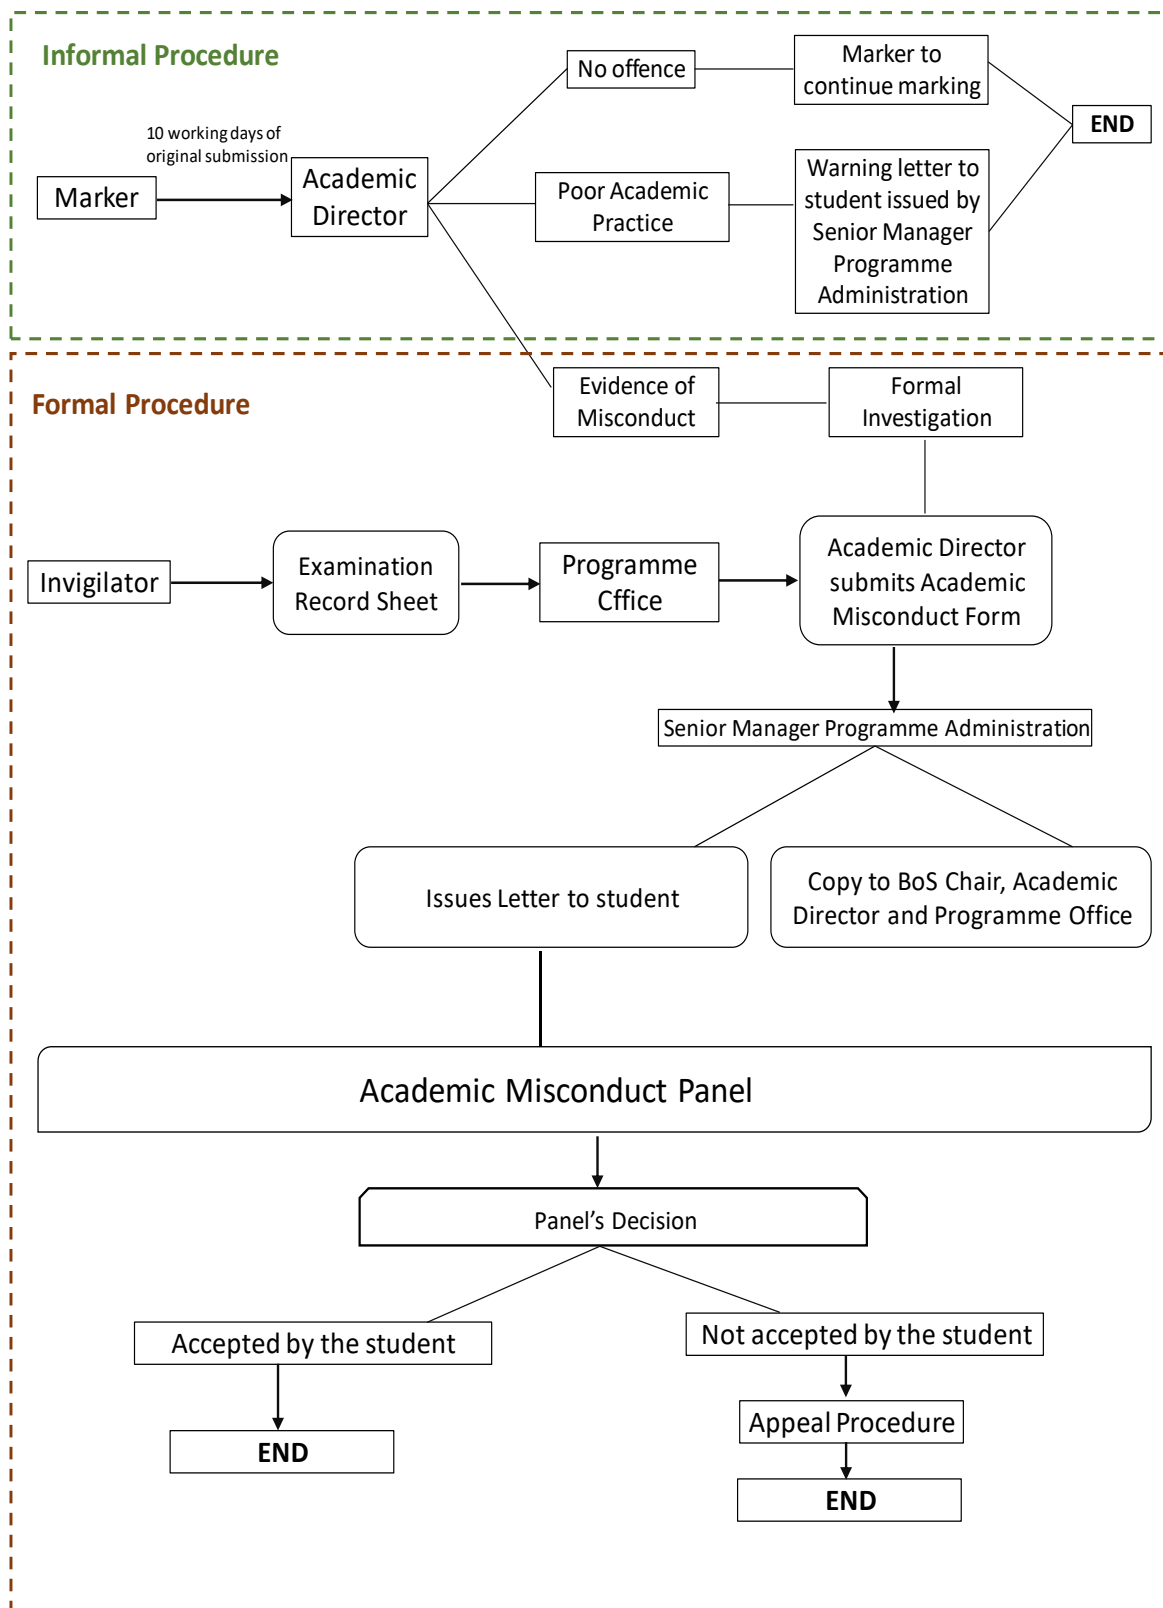 Informal Procedure
No offence
Marker to
continue marking
END
10 working days of
original submission
Marker
Academic
Director
Poor Academic
Practice
Warning letter to
student issued by
Senior Manager
Programme
Administration
Formal Procedure
Evidence of
Misconduct
Formal
Investigation
Invigilator
Examination
Record Sheet
Programme
Cffice
Academic Director
submits Academic
Misconduct Form
Senior Manager Programme Administration
Issues Letter to student
Copy to BoS Chair, Academic
Director and Programme Office
Academic Misconduct Panel
Panel’s Decision
Accepted by the student
Not accepted by the student
END
Appeal Procedure
END